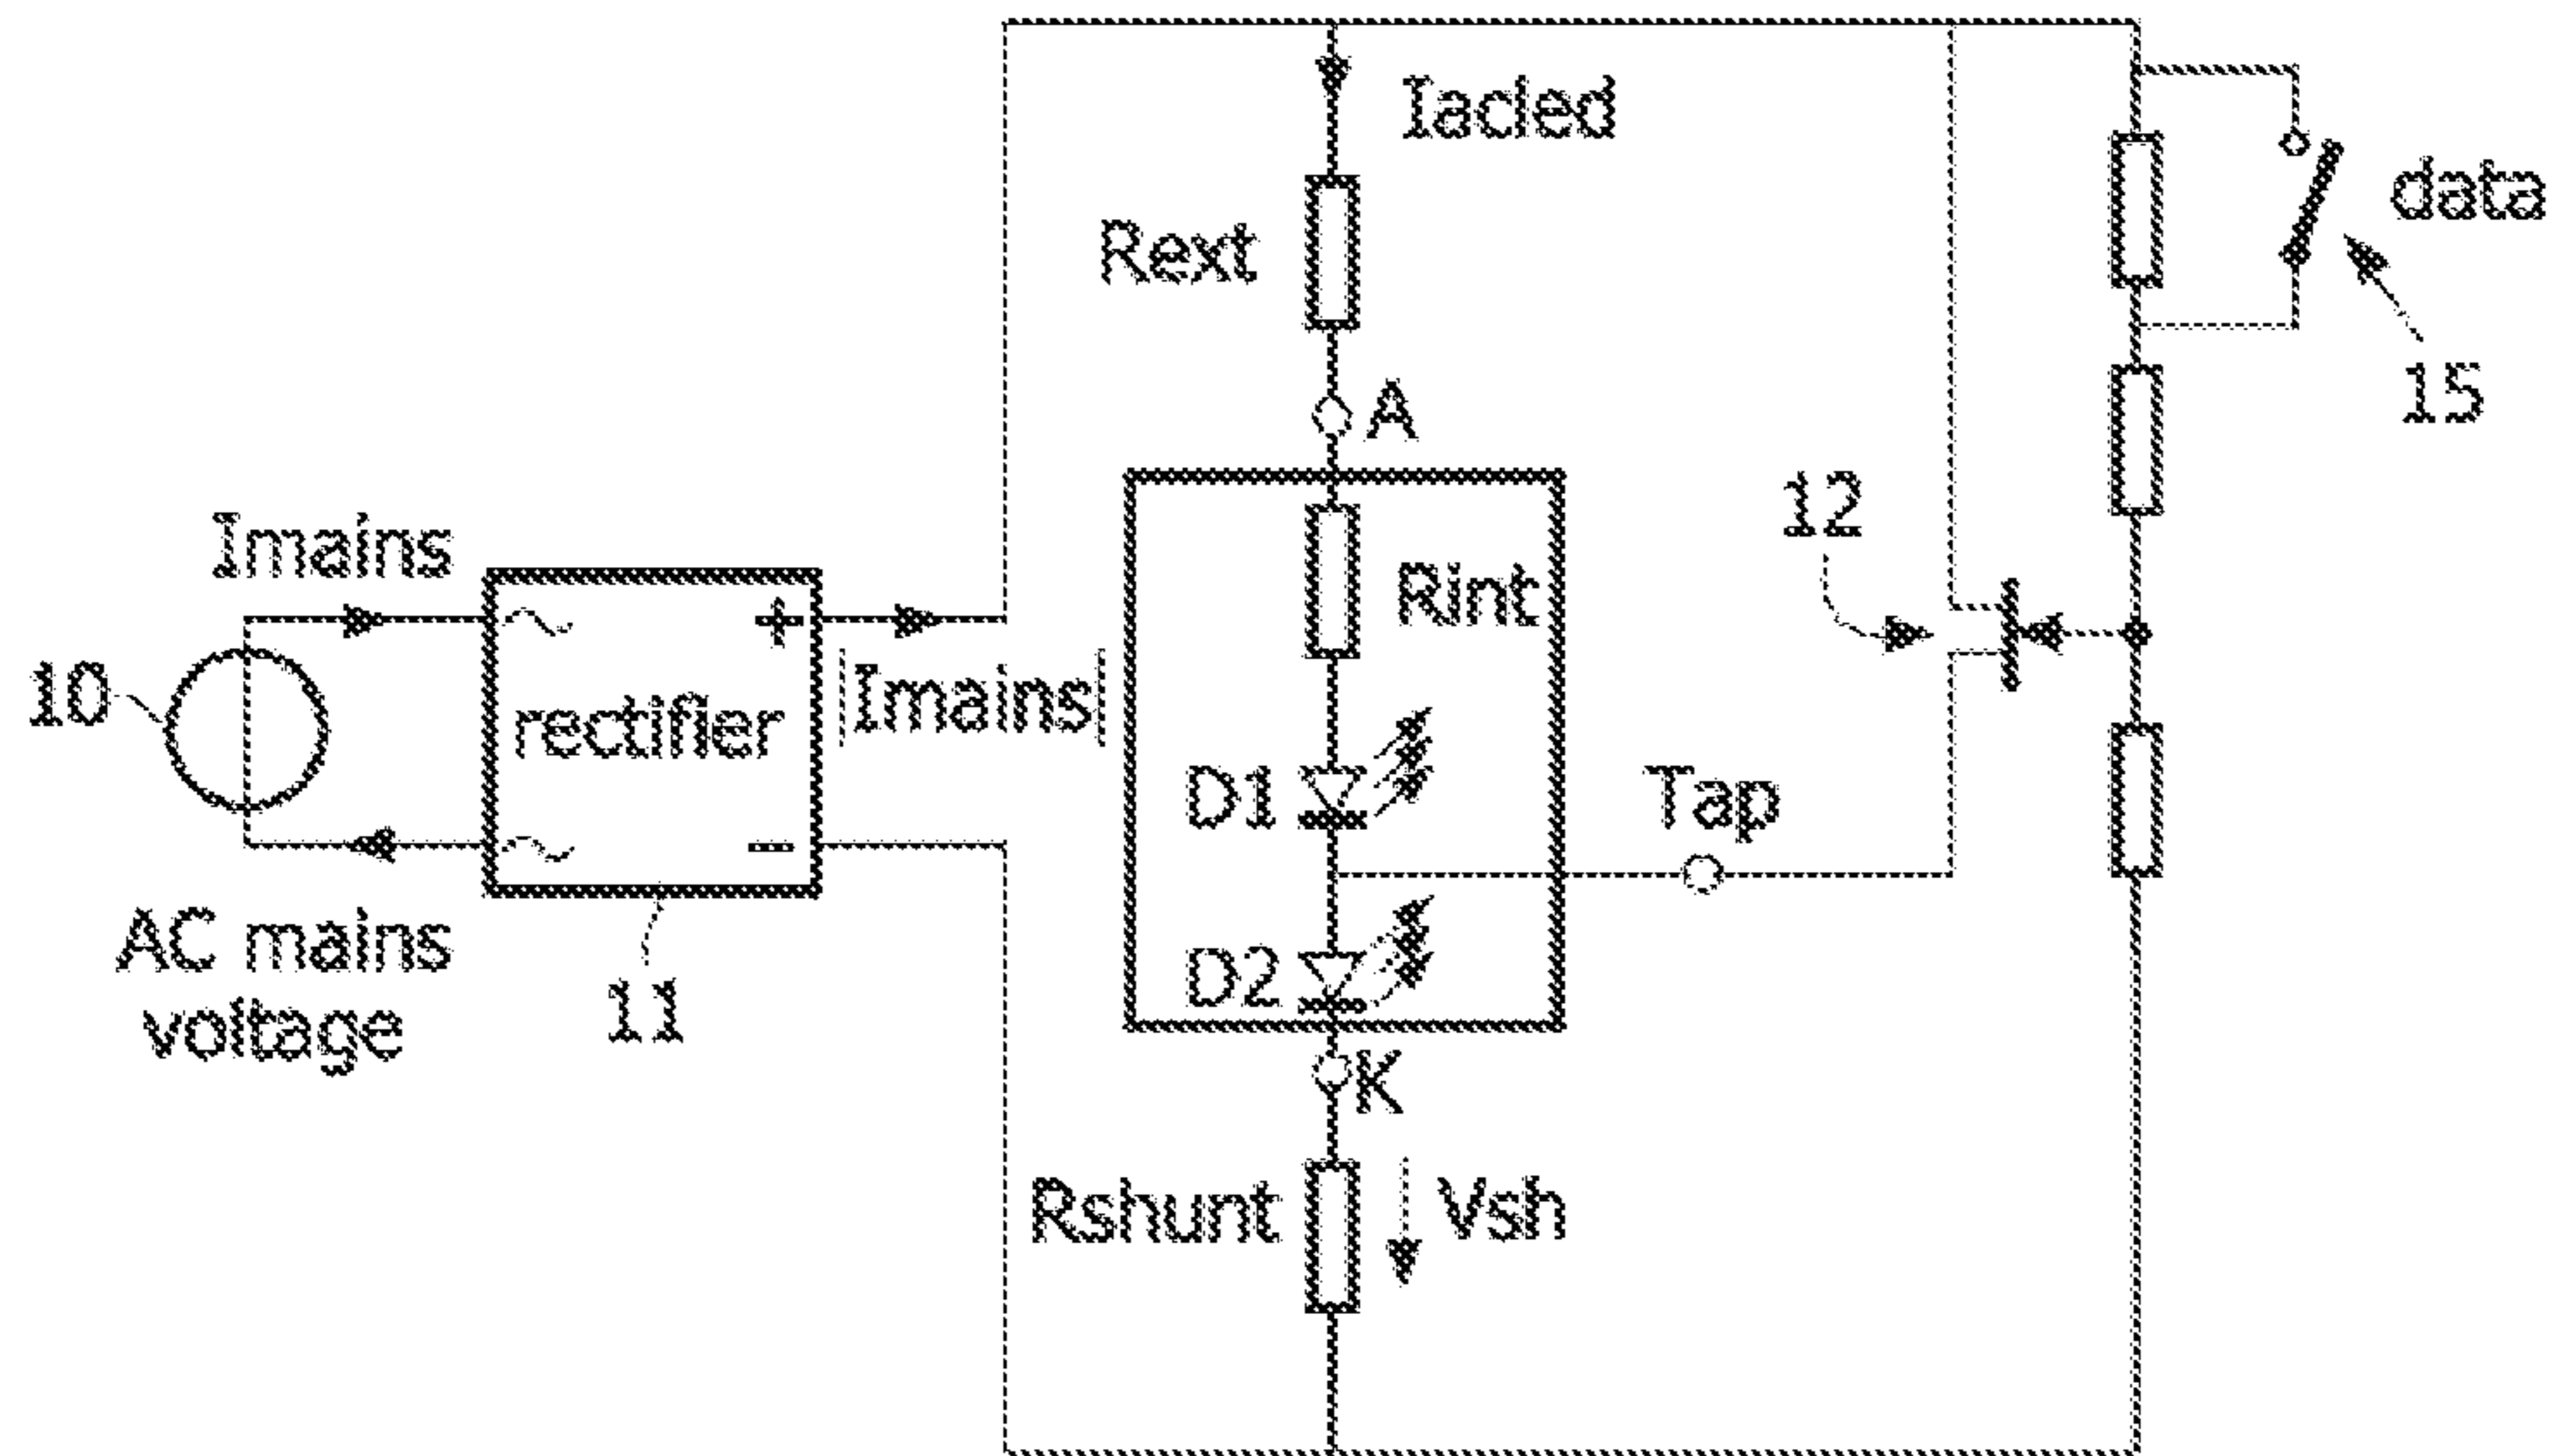 Iacled
Rext
data
A
15
12
Imains
Rint
+
10
rectifier
|Imains|
D1
Tap
−
AC mains
voltage
D2
11
K
Rshunt
Vsh